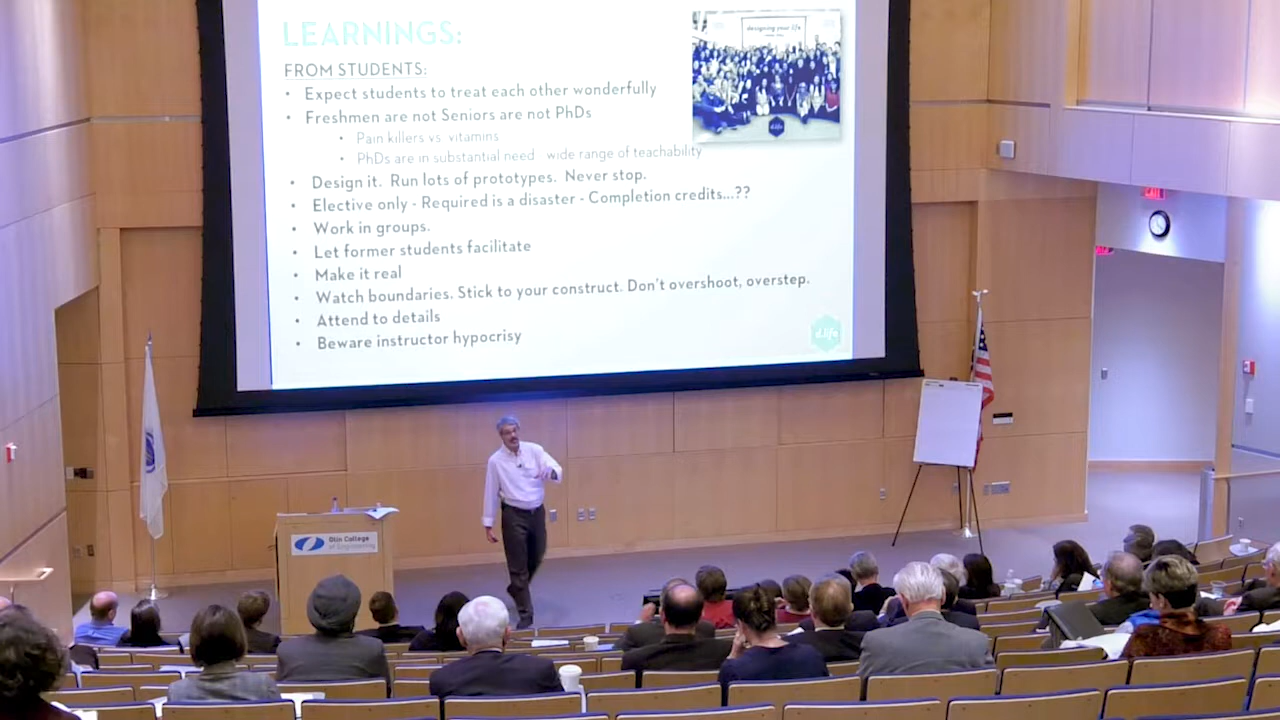 LEARNINGS:
designing your life
FROM STUDENTS:
• Expect students to treat each other wonderfully
• Freshmen are not Seniors are not PhDs
• Pain killers vs. vitamins
• PhDs are in substantial need wide range of teachability
• Design it. Run lots of prototypes. Never stop.
• Elective only - Required is a disaster - Completion credits...??
• Work in groups.
• Let former students facilitate
• Make it real
• Watch boundaries. Stick to your construct. Don't overshoot, overstep.
• Attend to details
• Beware instructor hypocrisy
d.life
d.life
EXIT
Olin College
of Engineering